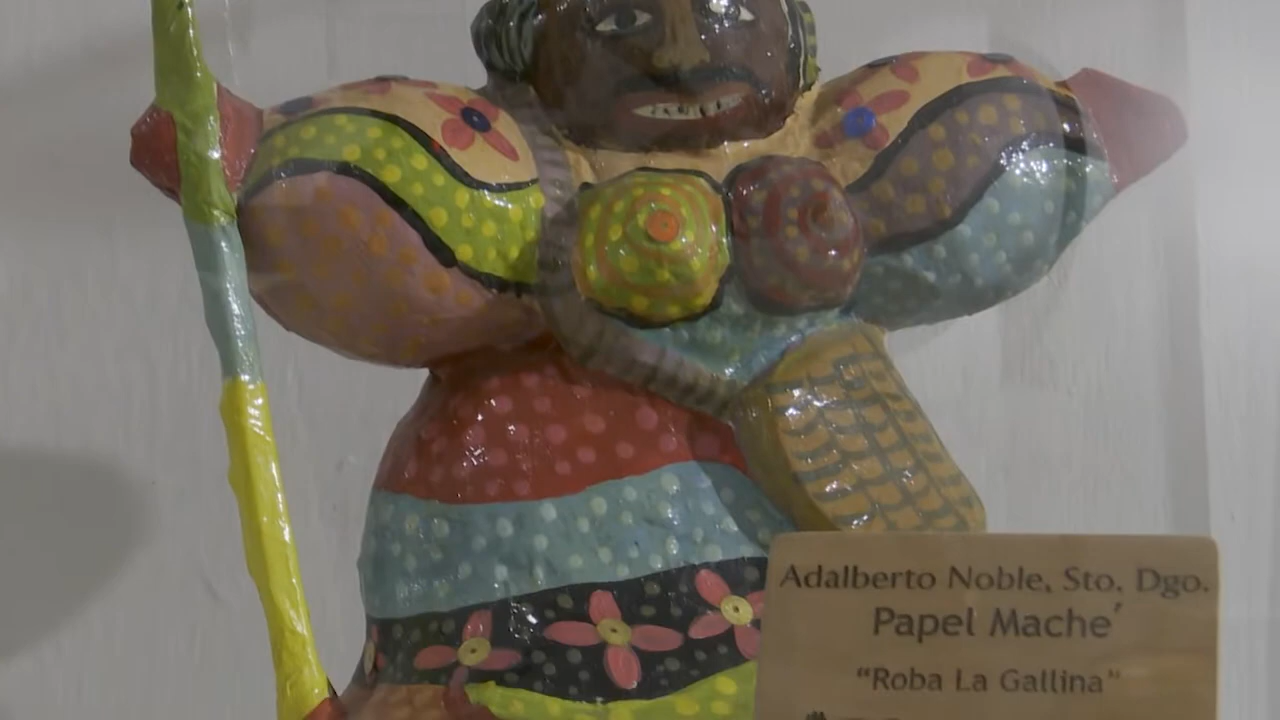 Adalberto Noble, Sto, Dgo.
Papel Mache´
“Roba La Gallina”